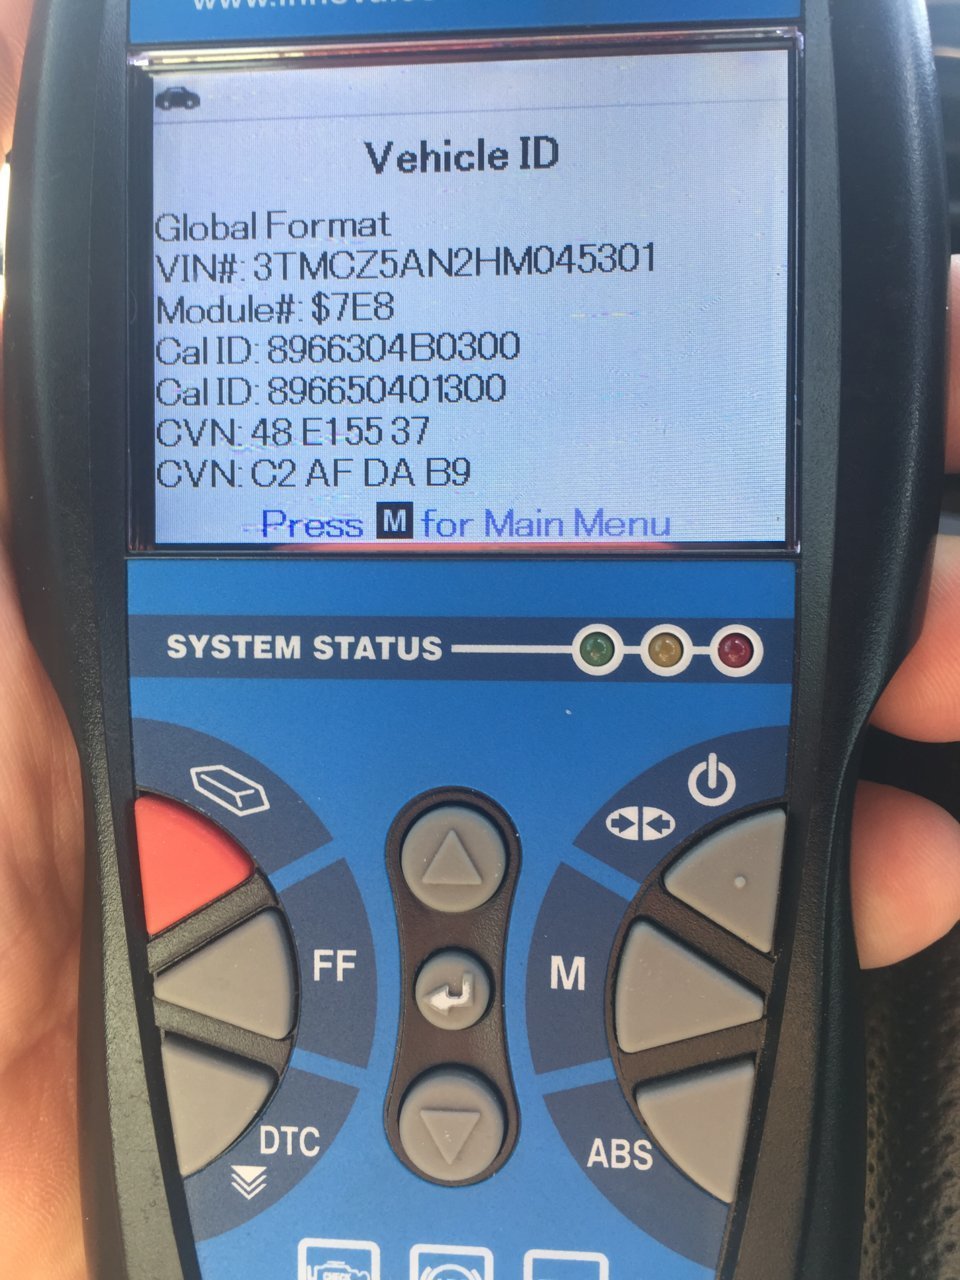 Vehicle ID
Global Format
VIN#: 3TMCZ5AN2HM045301
Module#: $7E8
Cal ID: 8966304B0300
Cal ID: 896650401300
CVN: 48 E1 55 37
CVN: C2 AF DA B9
Press M for Main Menu
SYSTEM STATUS
FF
M
DTC
ABS
CHECK